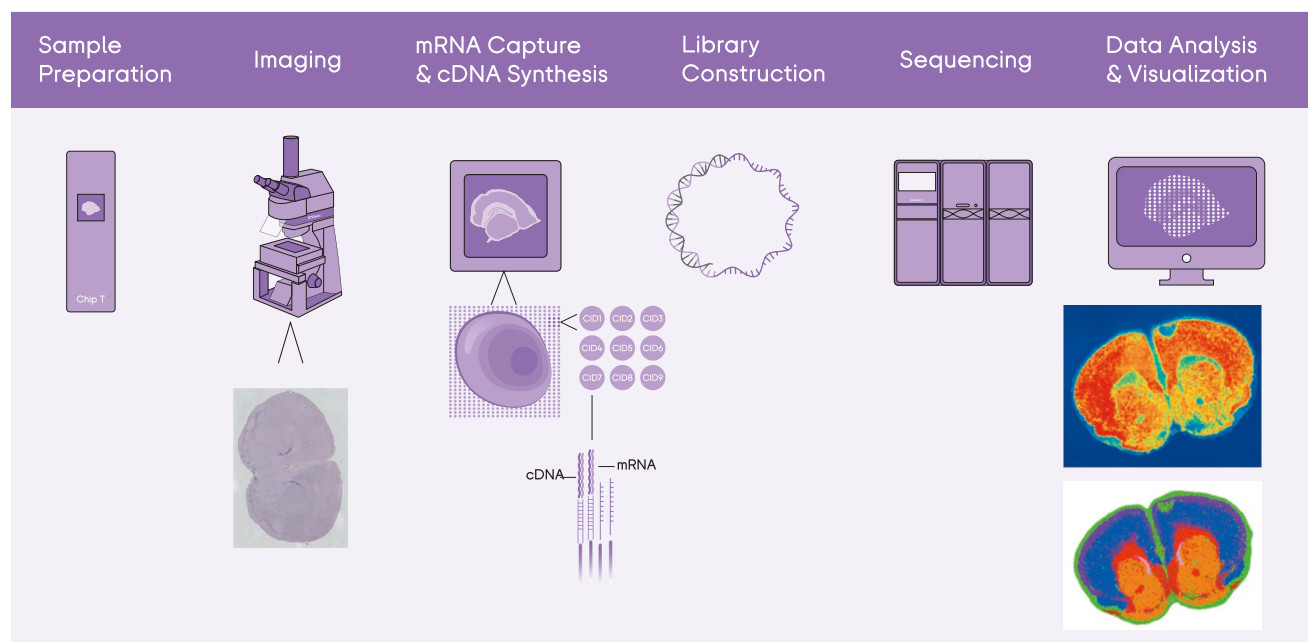 Sample
Preparation
Imaging
mRNA Capture
& cDNA Synthesis
Library
Construction
Sequencing
Data Analysis
& Visualization
Chip T
CID1 CID2 CID3
CID4 CID5 CID6
CID7 CID8 CID9
cDNA
mRNA